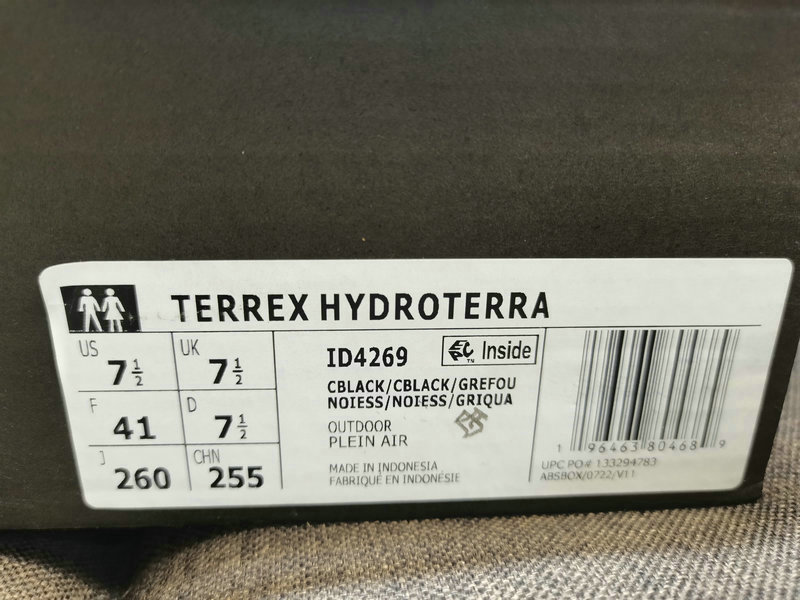 TERREX HYDROTERRA
US 7½ UK 7½
F 41 D 7½
J 260 CHN 255
ID4269
Inside
TN
CBLACK/CBLACK/GREFOU
NOIESS/NOIESS/GRIQUA
OUTDOOR
PLEIN AIR
MADE IN INDONESIA
FABRIQUÉ EN INDONÉSIE
1 96463 80468 9
UPC PO# 133294783
ABSBOX/0722/V11